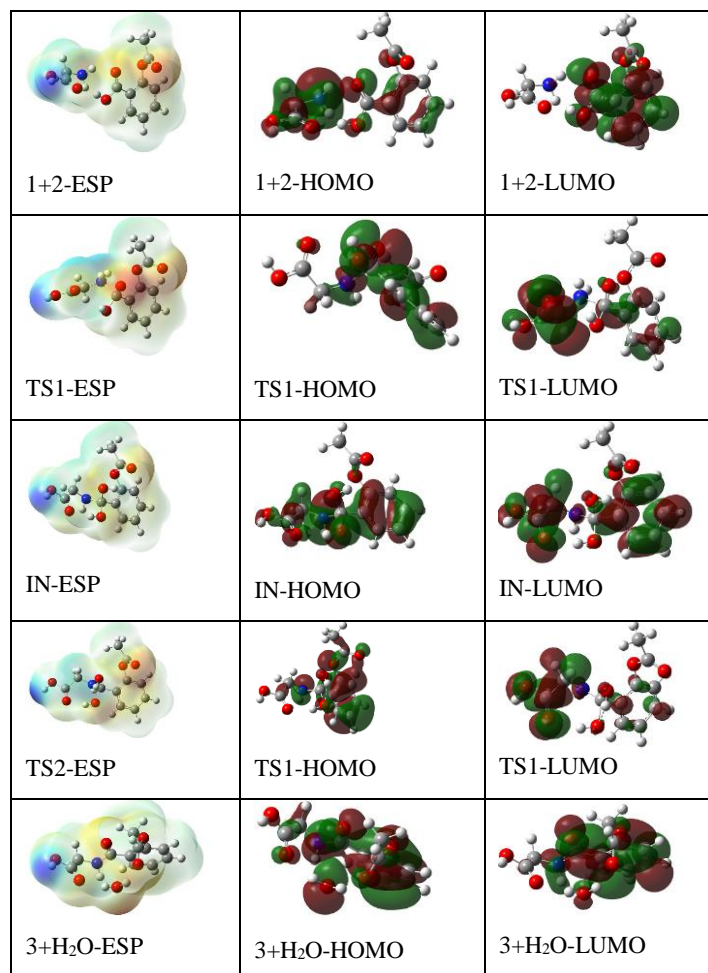 1+2-ESP
1+2-HOMO
1+2-LUMO
TS1-ESP
TS1-HOMO
TS1-LUMO
IN-ESP
IN-HOMO
IN-LUMO
TS2-ESP
TS1-HOMO
TS1-LUMO
3+H₂O-ESP
3+H₂O-HOMO
3+H₂O-LUMO